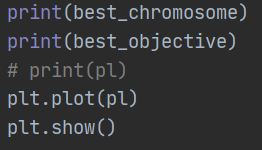 print(best_chromosome)
print(best_objective)
# print(pl)
plt.plot(pl)
plt.show()